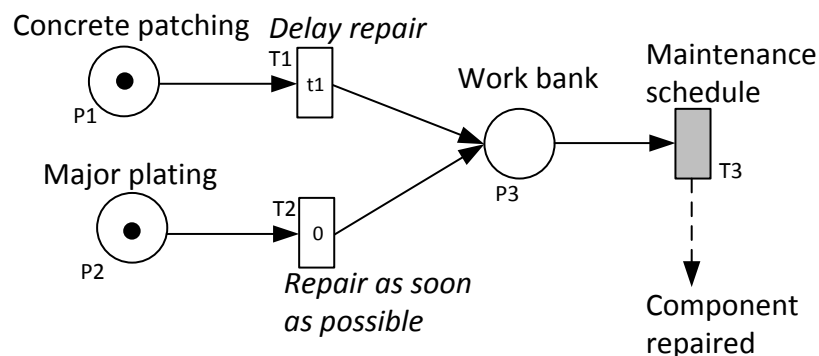 Concrete patching
Delay repair
T1
t1
P1
Work bank
P3
Maintenance
schedule
T3
Major plating
T2
0
P2
Repair as soon
as possible
Component
repaired